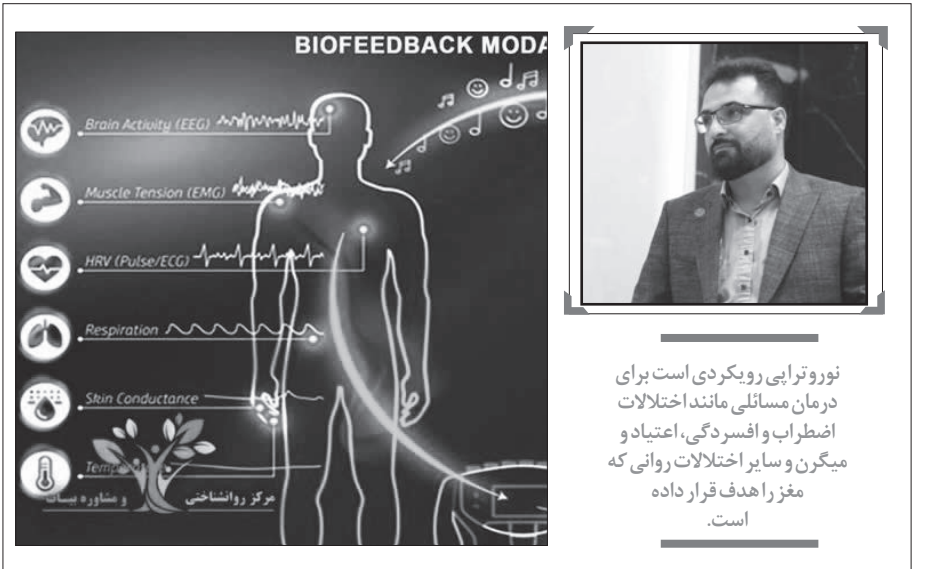 BIOFEEDBACK MODA
Brain Activity (EEG)
Muscle Tension (EMG)
HRV (Pulse/ECG)
Respiration
Skin Conductance
Temp
مرکز روانشناختی و مشاوره
نوروتراپی رویکردی است برای
درمان مسائلی مانند اختلالات
اضطراب و افسردگی، اعتیاد و
میگرن و سایر اختلالات روانی که
مغز را هدف قرار داده
است.